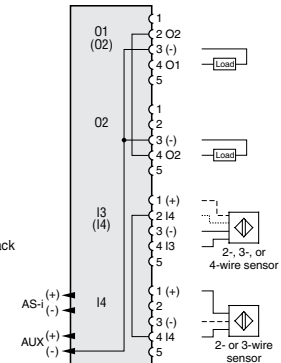 O1
(O2)
1
2 O2
3 (-)
4 O1
5
Load
O2
1
2
3 (-)
4 O2
5
Load
I3
(I4)
1 (+)
2 I4
3 (-)
4 I3
5
2-, 3-, or
4-wire sensor
ack
I4
1 (+)
2
3 (-)
4 I4
5
2- or 3-wire
sensor
AS-i (+)
(-)
AUX (+)
(-)